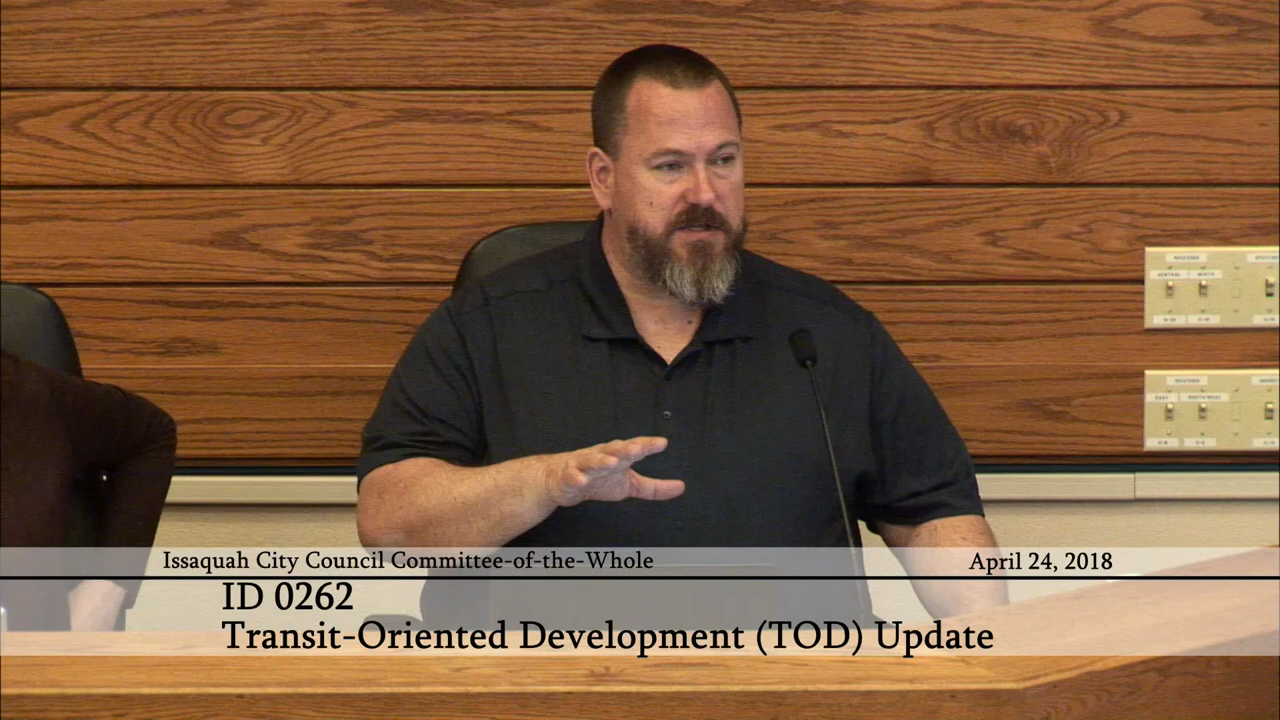 Issaquah City Council Committee-of-the-Whole
April 24, 2018
ID 0262
Transit-Oriented Development (TOD) Update